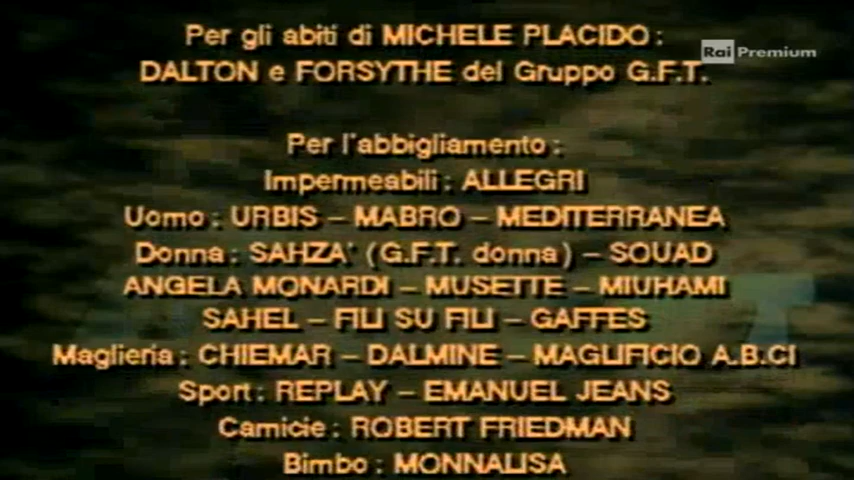 Per gli abiti di MICHELE PLACIDO :
Rai Premium
DALTON e FORSYTHE del Gruppo G.F.T.
Per l'abbigliamento :
Impermeabili : ALLEGRI
Uomo : URBIS – MABRO – MEDITERRANEA
Donna : SAHZA' (G.F.T. donna) – SOUAD
ANGELA MONARDI – MUSETTE – MIUHAMI
SAHEL – FILI SU FILI – GAFFES
Maglieria : CHIEMAR – DALMINE – MAGLIFICIO A.B.CI
Sport : REPLAY – EMANUEL JEANS
Camicie : ROBERT FRIEDMAN
Bimbo : MONNALISA